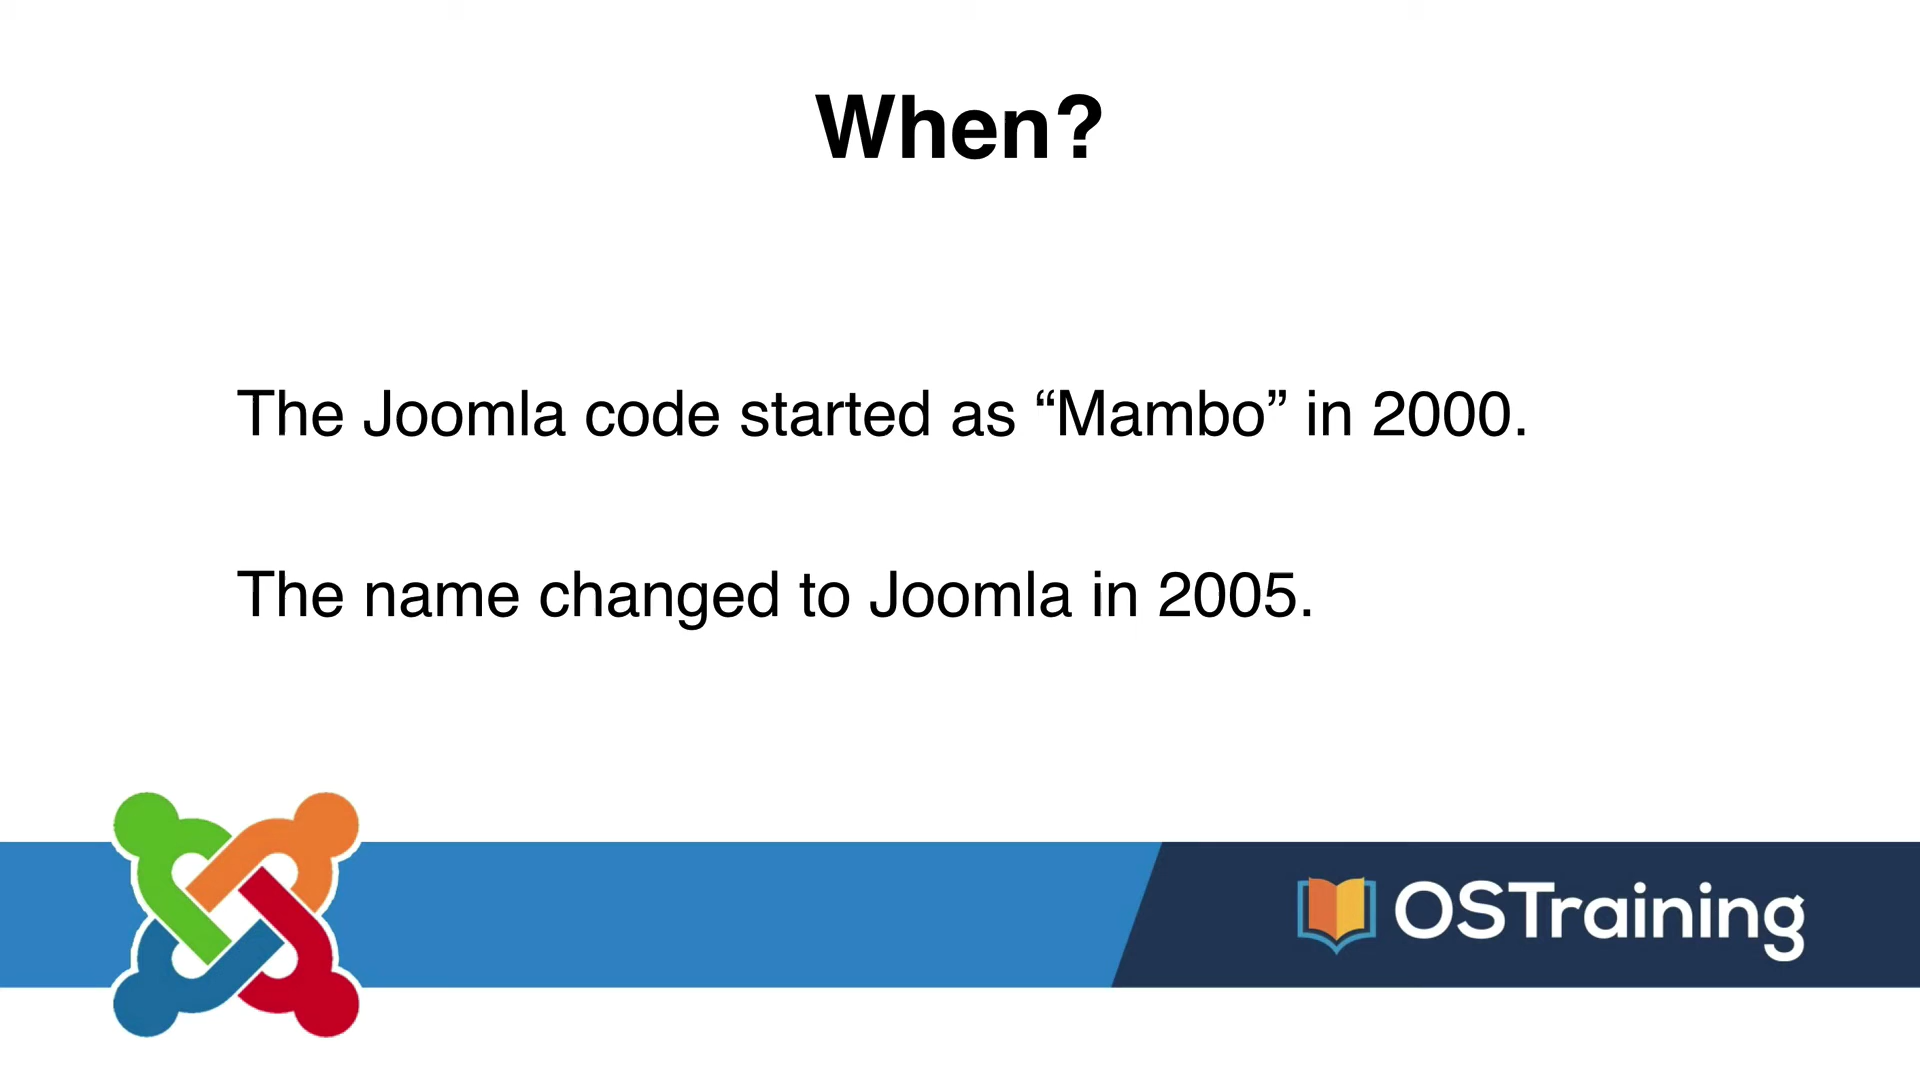 When?
The Joomla code started as “Mambo” in 2000.
The name changed to Joomla in 2005.
OSTraining